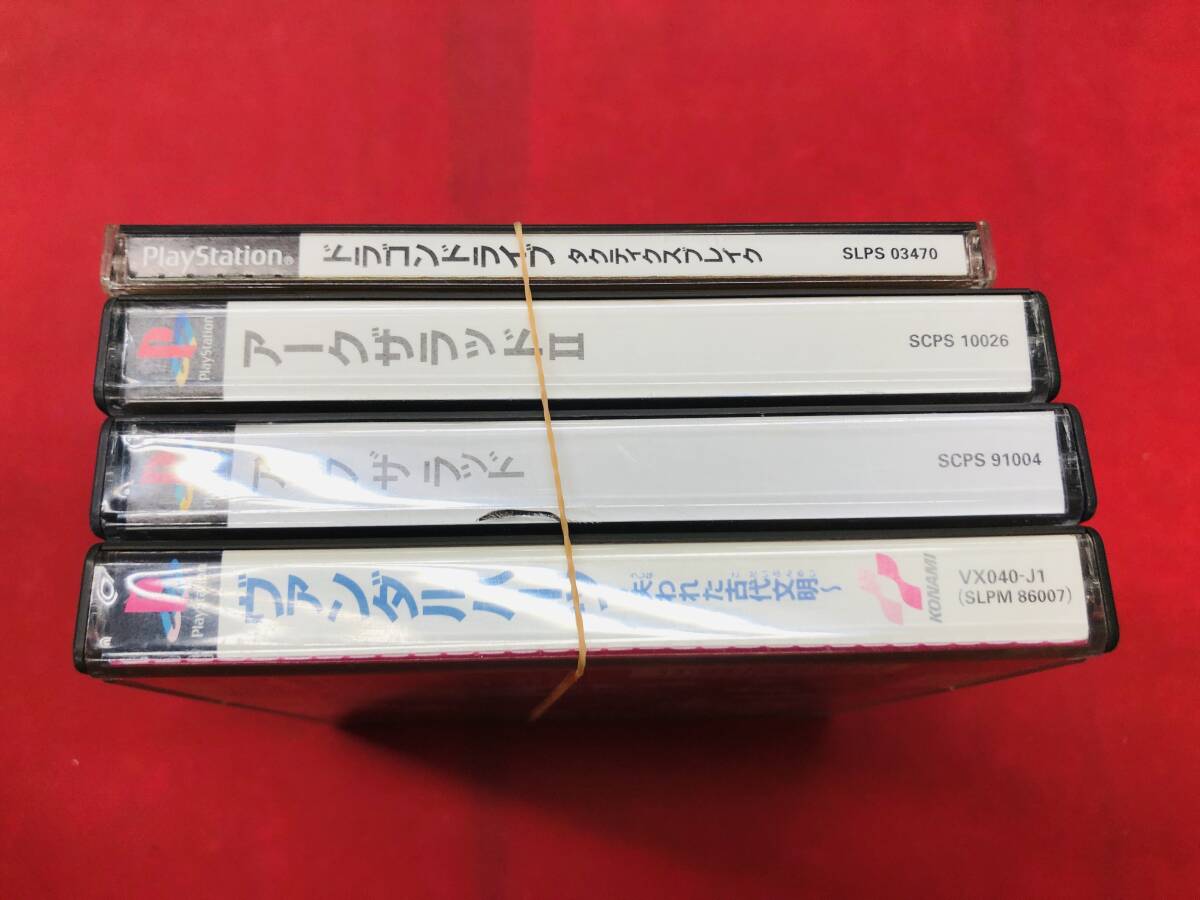 PlayStation® ドラゴンドライブ タクティクスブレイク SLPS 03470
PlayStation アークザラッドII SCPS 10026
アークザラッド SCPS 91004
PlayStation ヴァンダルハーツ ～失われた古代文明～ KONAMI VX040-J1
(SLPM 86007)